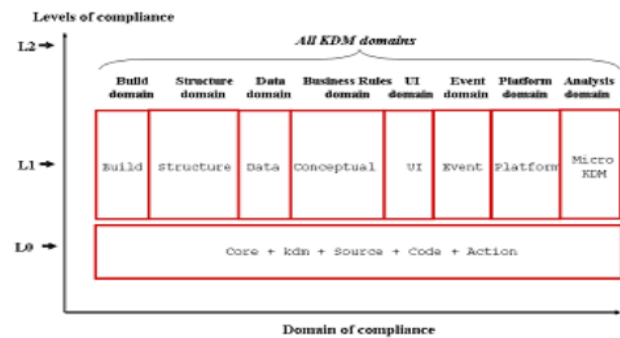 Levels of compliance
L2
All KDM domains
Build Structure Data Business Rules UI Event Platform Analysis
domain domain domain domain domain domain domain domain
L1
Build Structure Data Conceptual UI Event Platform Micro
KDM
L0
Core + kdm + Source + Code + Action
Domain of compliance